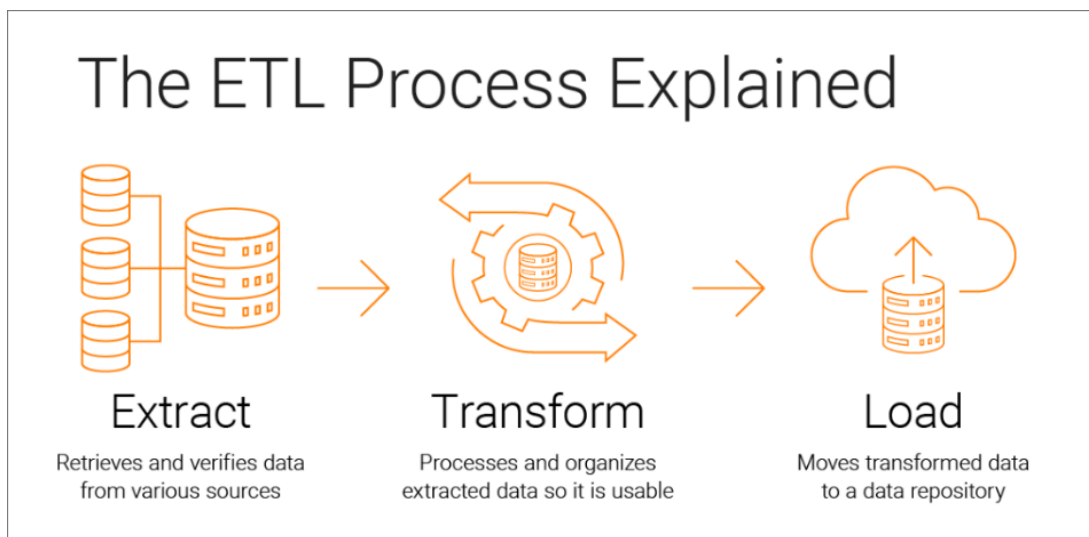 The ETL Process Explained
Extract
Retrieves and verifies data
from various sources
Transform
Processes and organizes
extracted data so it is usable
Load
Moves transformed data
to a data repository